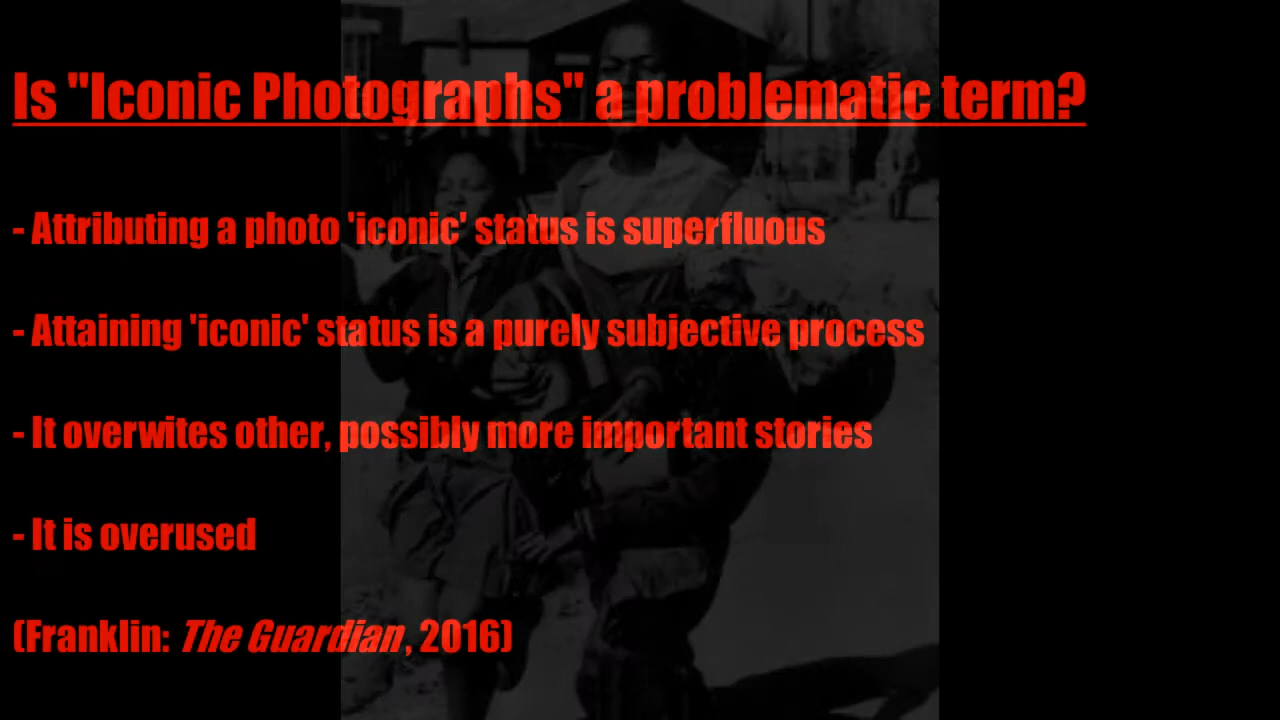 Is "Iconic Photographs" a problematic term?
- Attributing a photo 'iconic' status is superfluous
- Attaining 'iconic' status is a purely subjective process
- It overwites other, possibly more important stories
- It is overused
(Franklin: The Guardian, 2016)